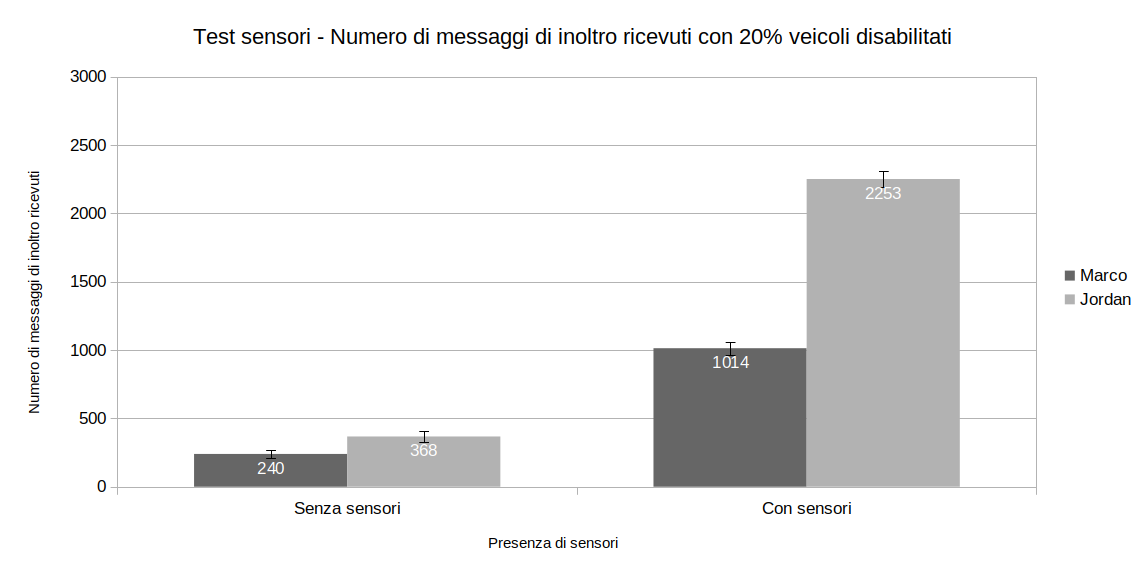 Test sensori - Numero di messaggi di inoltro ricevuti con 20% veicoli disabilitati
Numero di messaggi di inoltro ricevuti
3000
2500
2000
1500
1000
500
0
240
368
1014
2253
Senza sensori
Con sensori
Presenza di sensori
Marco
Jordan